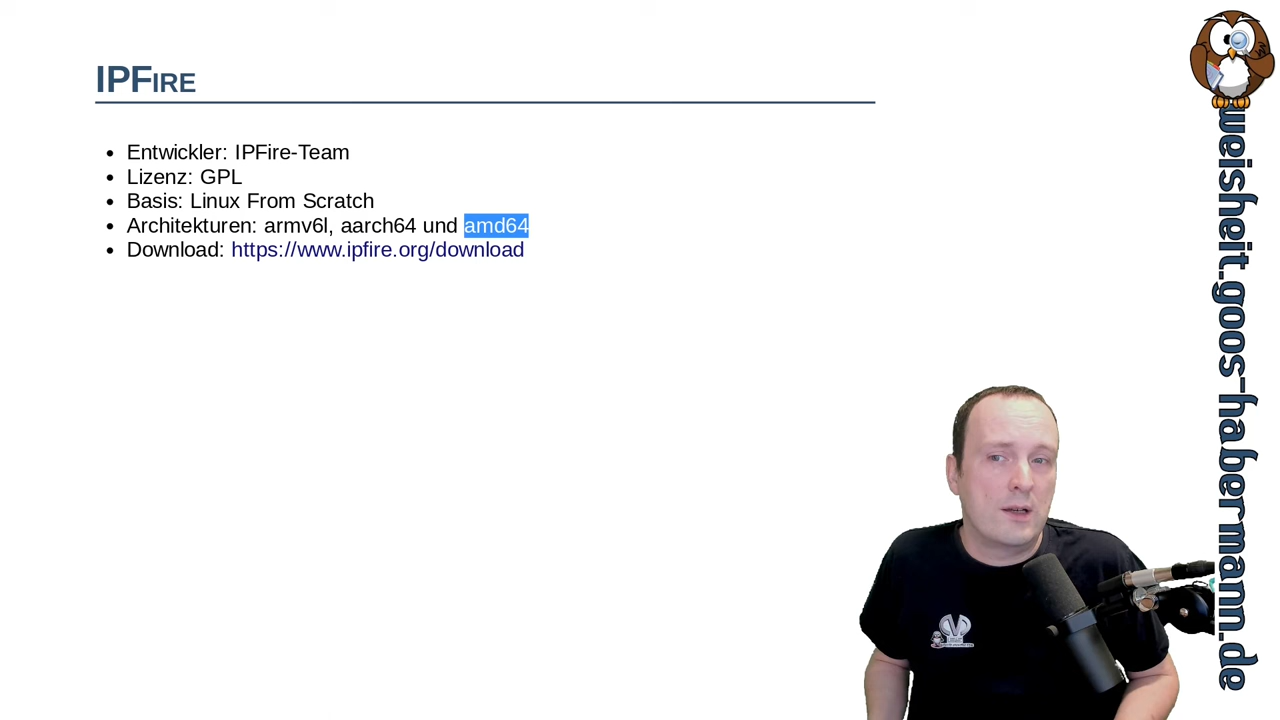 IPFire
Entwickler: IPFire-Team
Lizenz: GPL
Basis: Linux From Scratch
Architekturen: armv6l, aarch64 und amd64
Download: https://www.ipfire.org/download
weisheit.goos-habermann.de